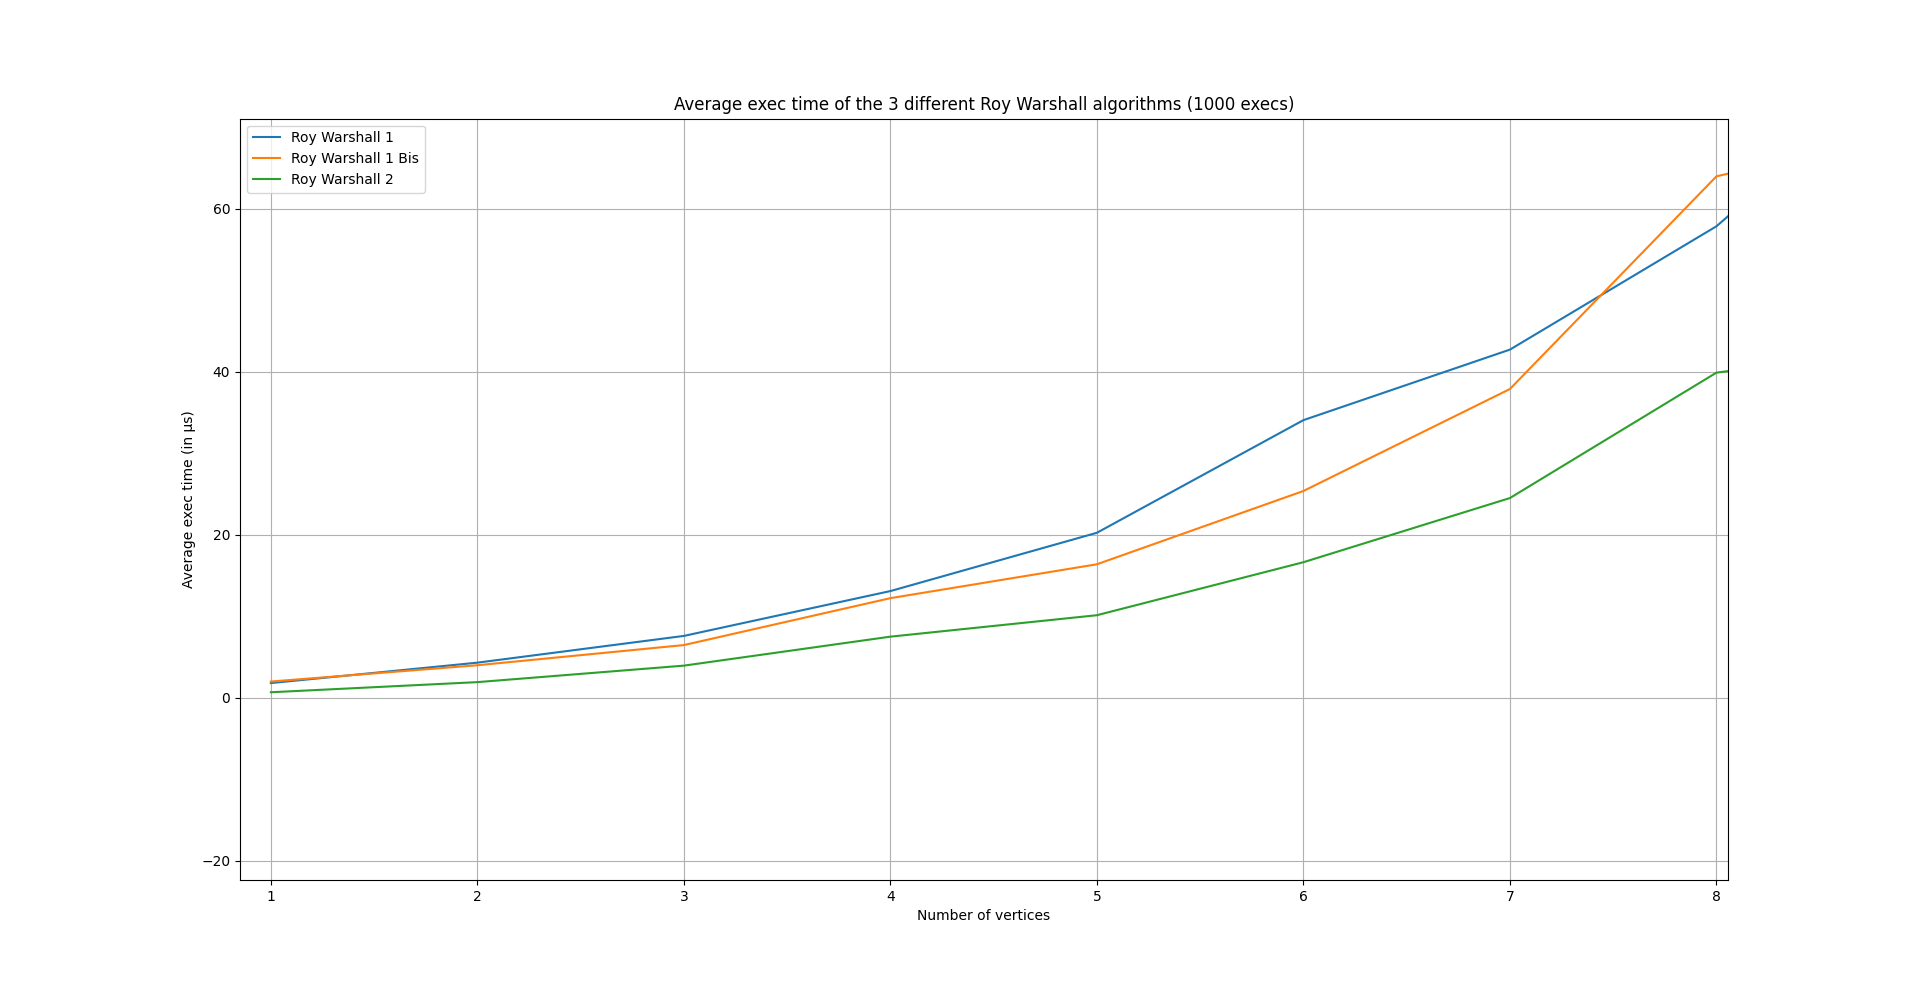 Average exec time of the 3 different Roy Warshall algorithms (1000 execs)
Roy Warshall 1
Roy Warshall 1 Bis
Roy Warshall 2
60
40
20
0
−20
Average exec time (in µs)
1 2 3 4 5 6 7 8
Number of vertices